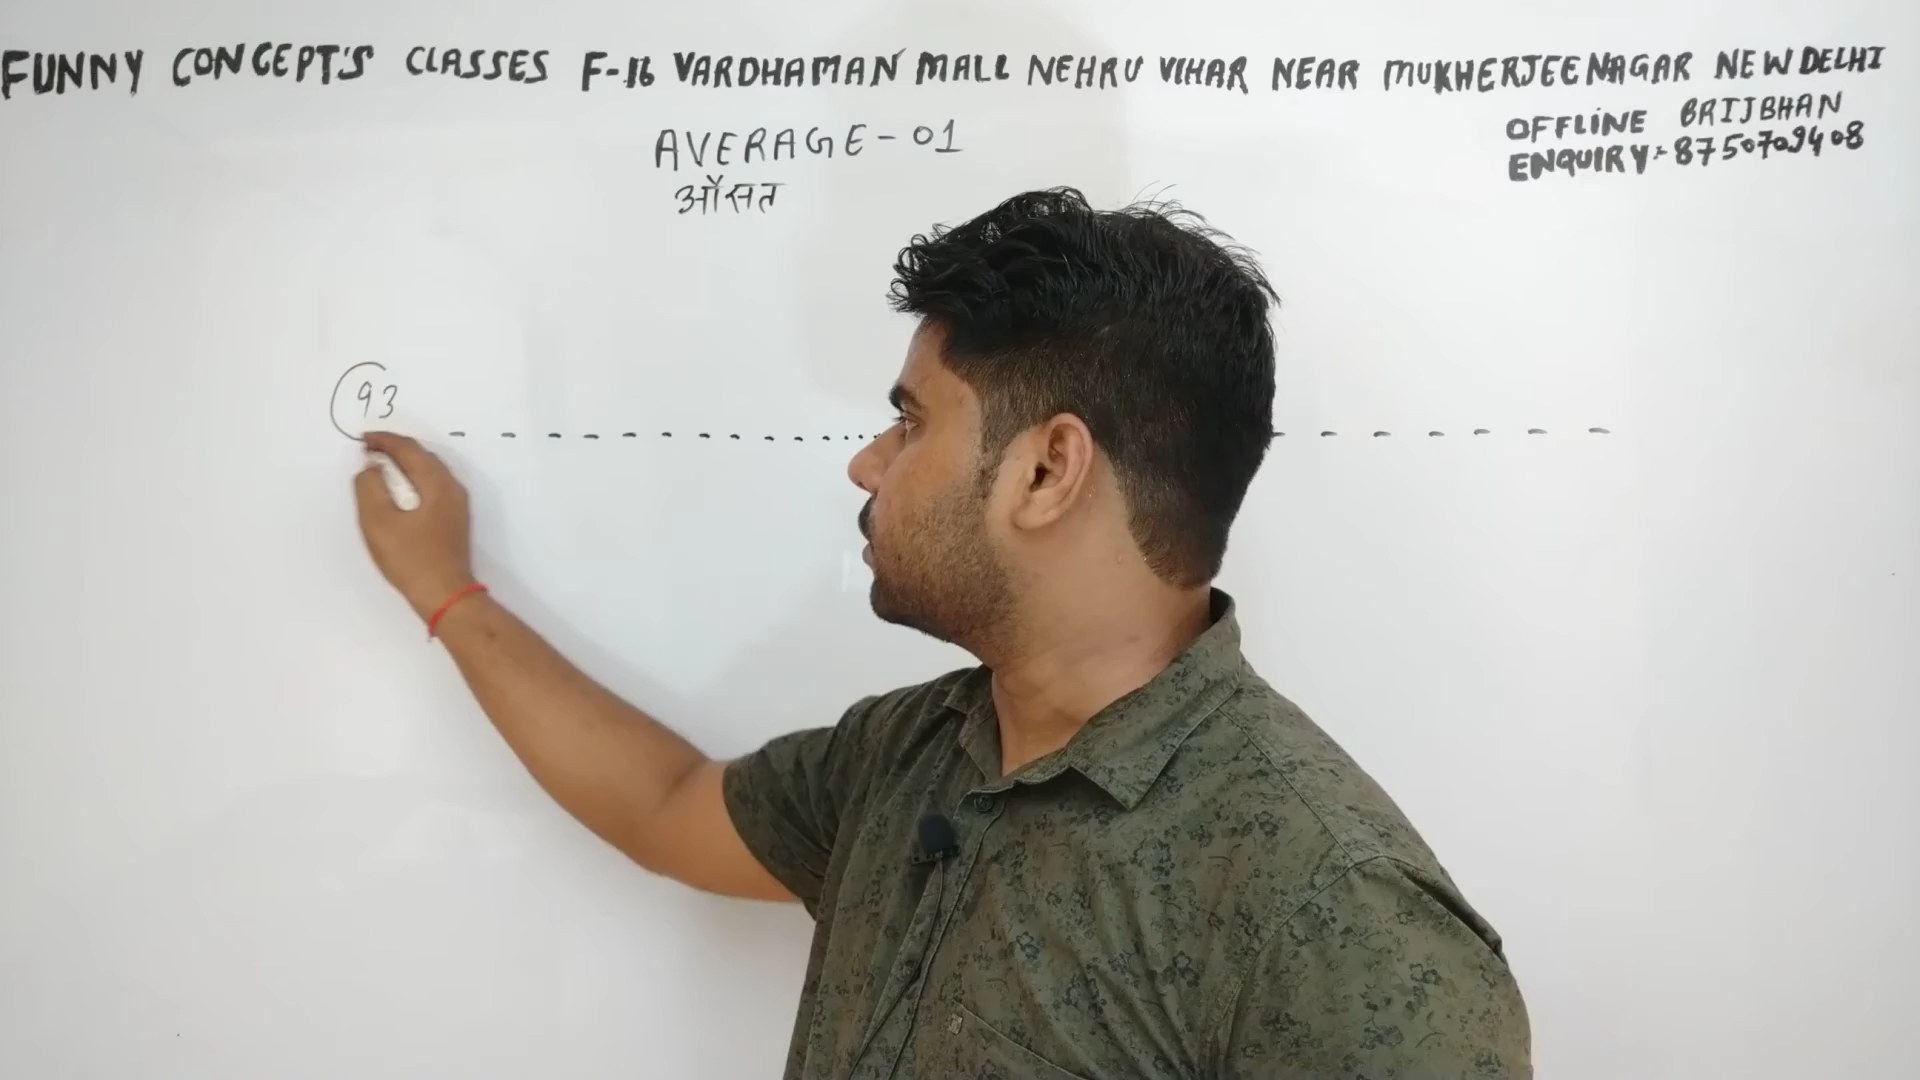 FUNNY CONCEPT'S CLASSES F-16 VARDHAMAN MALL NEHRU VIHAR NEAR MUKHERJEE NAGAR NEW DELHI
OFFLINE BRIJBHAN
ENQUIRY:- 8750709408
AVERAGE-01
औसत
93